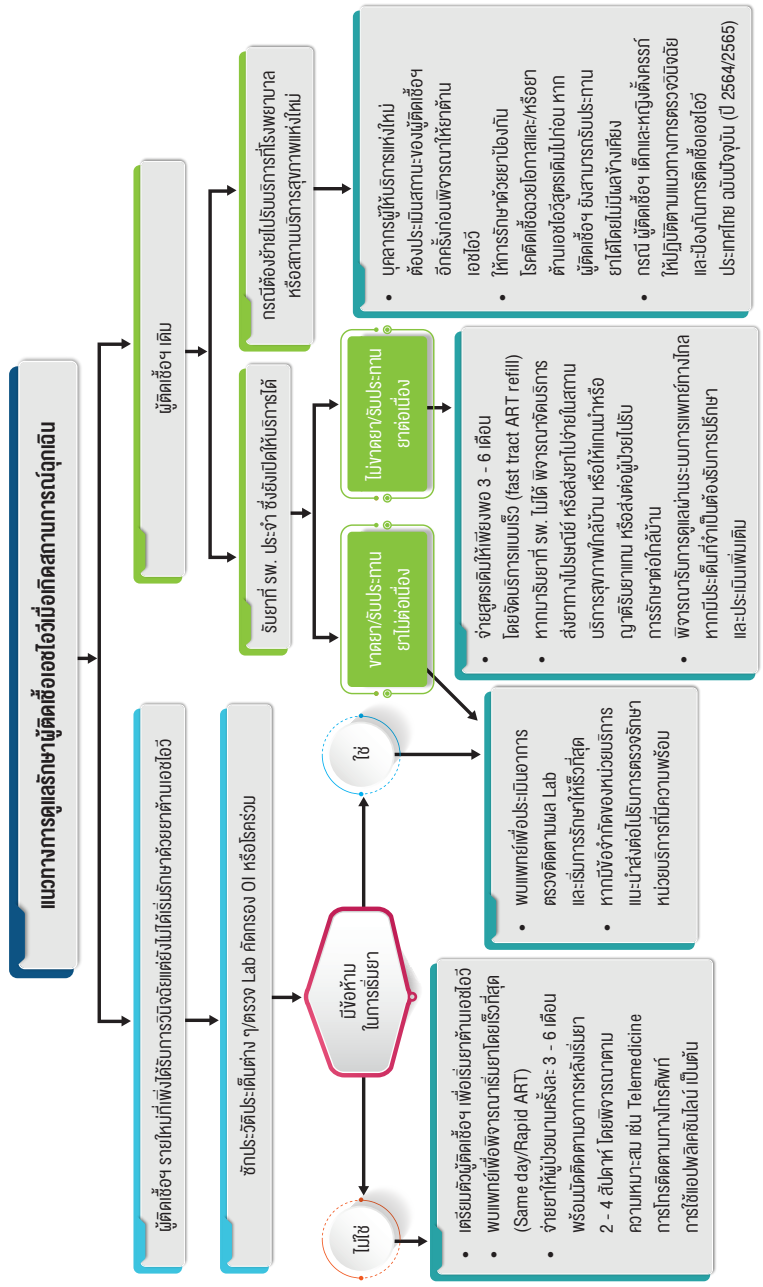 แนวทางการดูแลรักษาผู้ติดเชื้อเอชไอวีเมื่อเกิดสถานการณ์ฉุกเฉิน
ผู้ติดเชื้อฯ รายใหม่ที่เพิ่งได้รับการวินิจฉัยแต่ยังไม่ได้เริ่มรักษาด้วยยาต้านเอชไอวี
ซักประวัติประเด็นต่าง ๆ/ตรวจ Lab คัดกรอง OI หรือโรคร่วม
มีข้อห้าม
ในการเริ่มยา
ไม่ใช่
ใช่
• เตรียมตัวผู้ติดเชื้อฯ เพื่อเริ่มยาต้านเอชไอวี
• พบแพทย์เพื่อพิจารณาเริ่มยาโดยเร็วที่สุด
(Same day/Rapid ART)
• จ่ายยาให้ผู้ป่วยนานครั้งละ 3 - 6 เดือน
พร้อมนัดติดตามอาการหลังเริ่มยา
2 - 4 สัปดาห์ โดยพิจารณาตาม
ความเหมาะสม เช่น Telemedicine
การโทรติดตามทางโทรศัพท์
การใช้แอปพลิเคชันไลน์ เป็นต้น
• พบแพทย์เพื่อประเมินอาการ
ตรวจติดตามผล Lab
และเริ่มการรักษาให้เร็วที่สุด
• หากมีข้อจำกัดของหน่วยบริการ
แนะนำส่งต่อไปรับการตรวจรักษา
หน่วยบริการที่มีความพร้อม
ผู้ติดเชื้อฯ เดิม
รับยาที่ รพ. ประจำ ซึ่งยังเปิดให้บริการได้
ขาดยา/รับประทาน
ยาไม่ต่อเนื่อง
ไม่ขาดยา/รับประทาน
ยาต่อเนื่อง
• จ่ายสูตรเดิมให้เพียงพอ 3 - 6 เดือน
โดยจัดบริการแบบเร็ว (fast tract ART refill)
• หากมารับยาที่ รพ. ไม่ได้ พิจารณาจัดบริการ
ส่งยาทางไปรษณีย์ หรือส่งยาไปจ่ายในสถาน
บริการสุขภาพใกล้บ้าน หรือให้แกนนำหรือ
ญาติรับยาแทน หรือส่งต่อผู้ป่วยไปรับ
การรักษาต่อใกล้บ้าน
• พิจารณารับการดูแลผ่านระบบการแพทย์ทางไกล
หากมีประเด็นที่จำเป็นต้องรับการปรึกษา
และประเมินเพิ่มเติม
กรณีต้องย้ายไปรับบริการที่โรงพยาบาล
หรือสถานบริการสุขภาพแห่งใหม่
• บุคลากรผู้ให้บริการแห่งใหม่
ต้องประเมินสถานะของผู้ติดเชื้อฯ
อีกครั้งก่อนพิจารณาให้ยาต้าน
เอชไอวี
• ให้การรักษาด้วยยาป้องกัน
โรคติดเชื้อฉวยโอกาสและ/หรือยา
ต้านเอชไอวีสูตรเดิมไปก่อน หาก
ผู้ติดเชื้อฯ ยังสามารถรับประทาน
ยาได้โดยไม่มีผลข้างเคียง
• กรณี ผู้ติดเชื้อฯ เด็กและหญิงตั้งครรภ์
ให้ปฏิบัติตามแนวทางการตรวจวินิจฉัย
และป้องกันการติดเชื้อเอชไอวี
ประเทศไทย ฉบับปัจจุบัน (ปี 2564/2565)